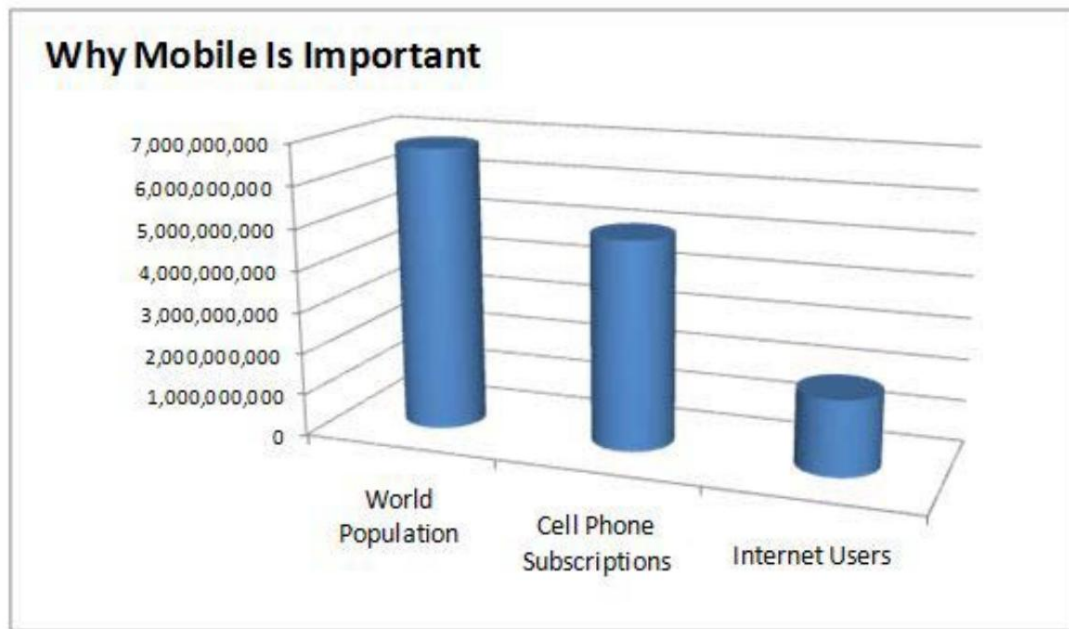 Why Mobile Is Important
7,000,000,000
6,000,000,000
5,000,000,000
4,000,000,000
3,000,000,000
2,000,000,000
1,000,000,000
0
World
Population
Cell Phone
Subscriptions
Internet Users